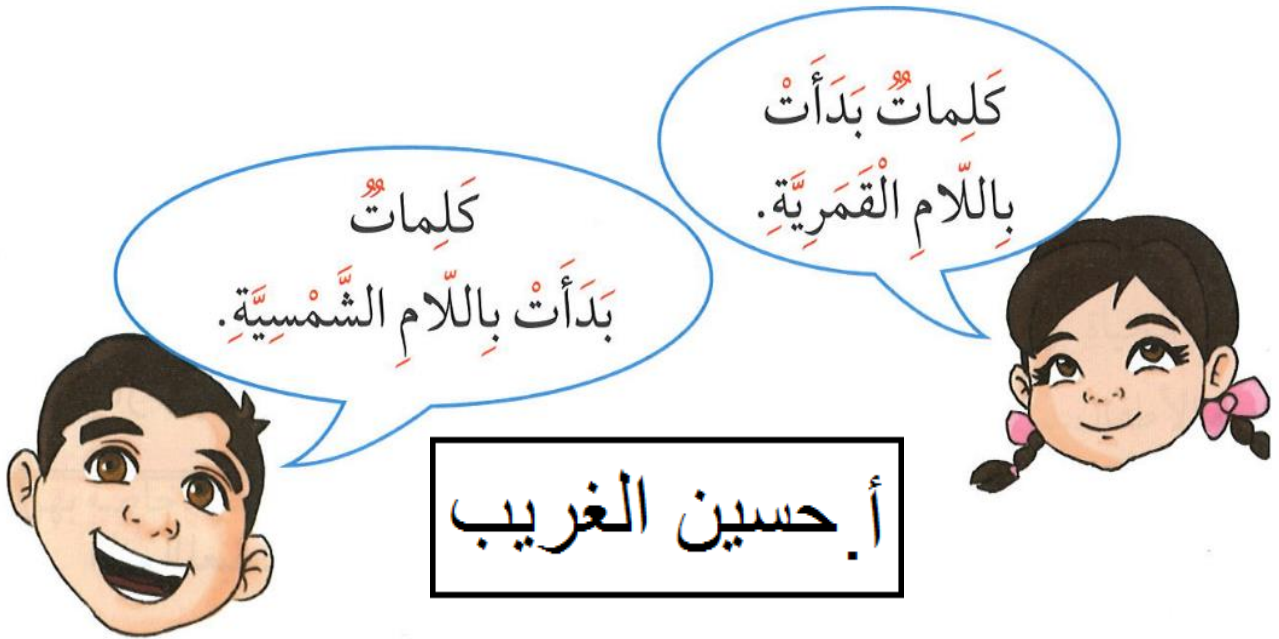 كَلِماتٌ بَدَأَتْ
بِاللّامِ الْقَمَرِيَّةِ.
كَلِماتٌ
بَدَأَتْ بِاللّامِ الشَّمْسِيَّةِ.
أ.حسين الغريب